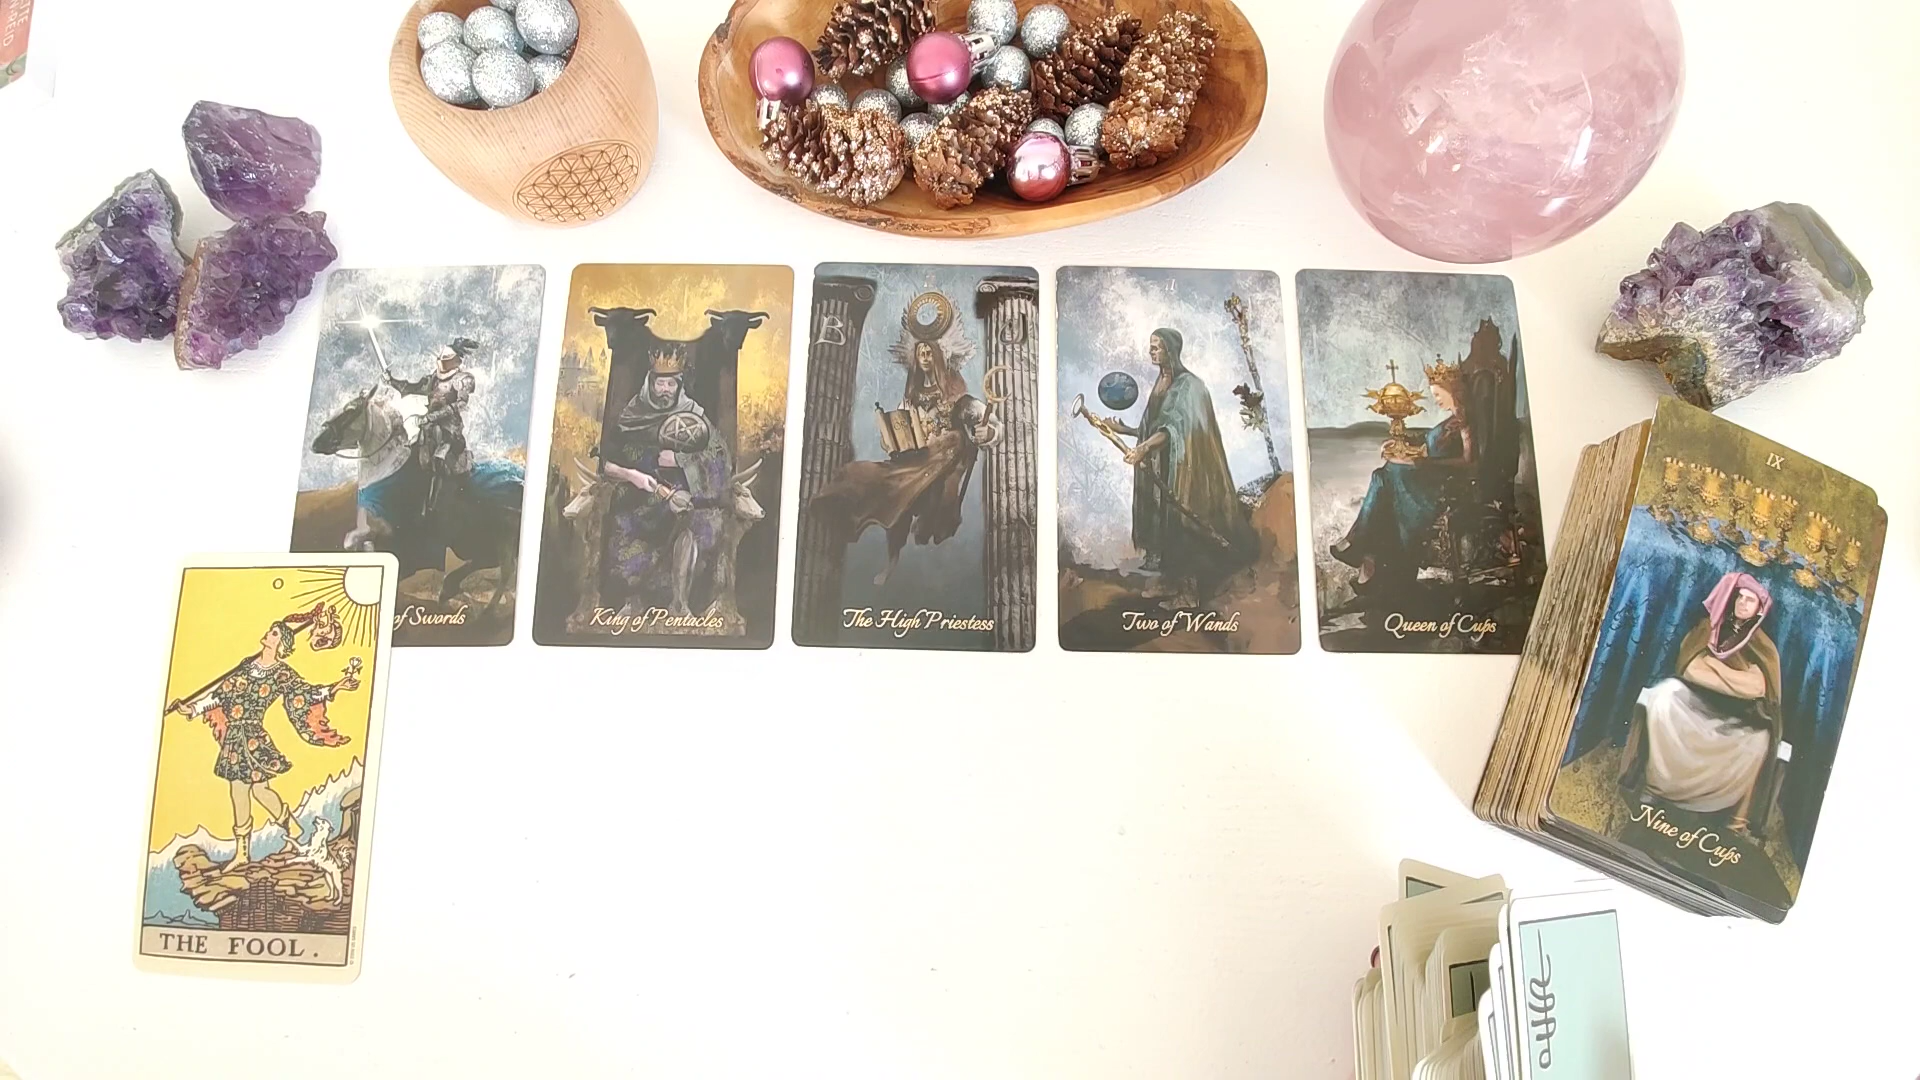 of Swords
King of Pentacles
B
J
The High Priestess
II
Two of Wands
Queen of Cups
IX
Nine of Cups
0
THE FOOL.